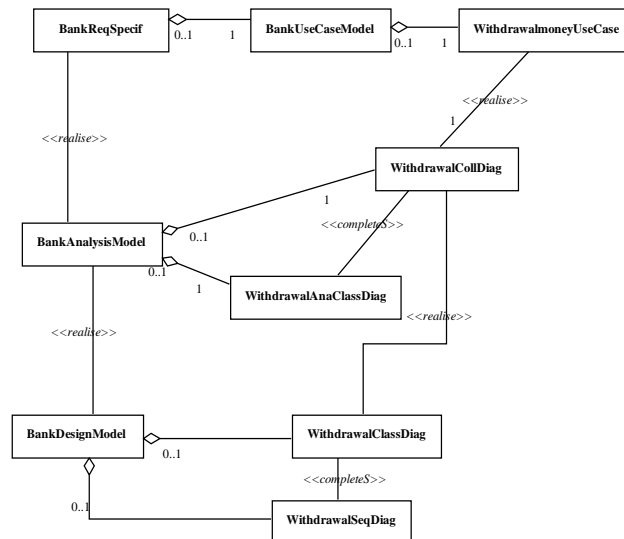 BankReqSpecif
BankUseCaseModel
WithdrawalmoneyUseCase
0..1
1
0..1
1
<<realise>>
1
<<realise>>
WithdrawalCollDiag
1
<<completeS>>
BankAnalysisModel
0..1
0..1
1
WithdrawalAnaClassDiag
<<realise>>
<<realise>>
BankDesignModel
WithdrawalClassDiag
0..1
<<completeS>>
0..1
WithdrawalSeqDiag